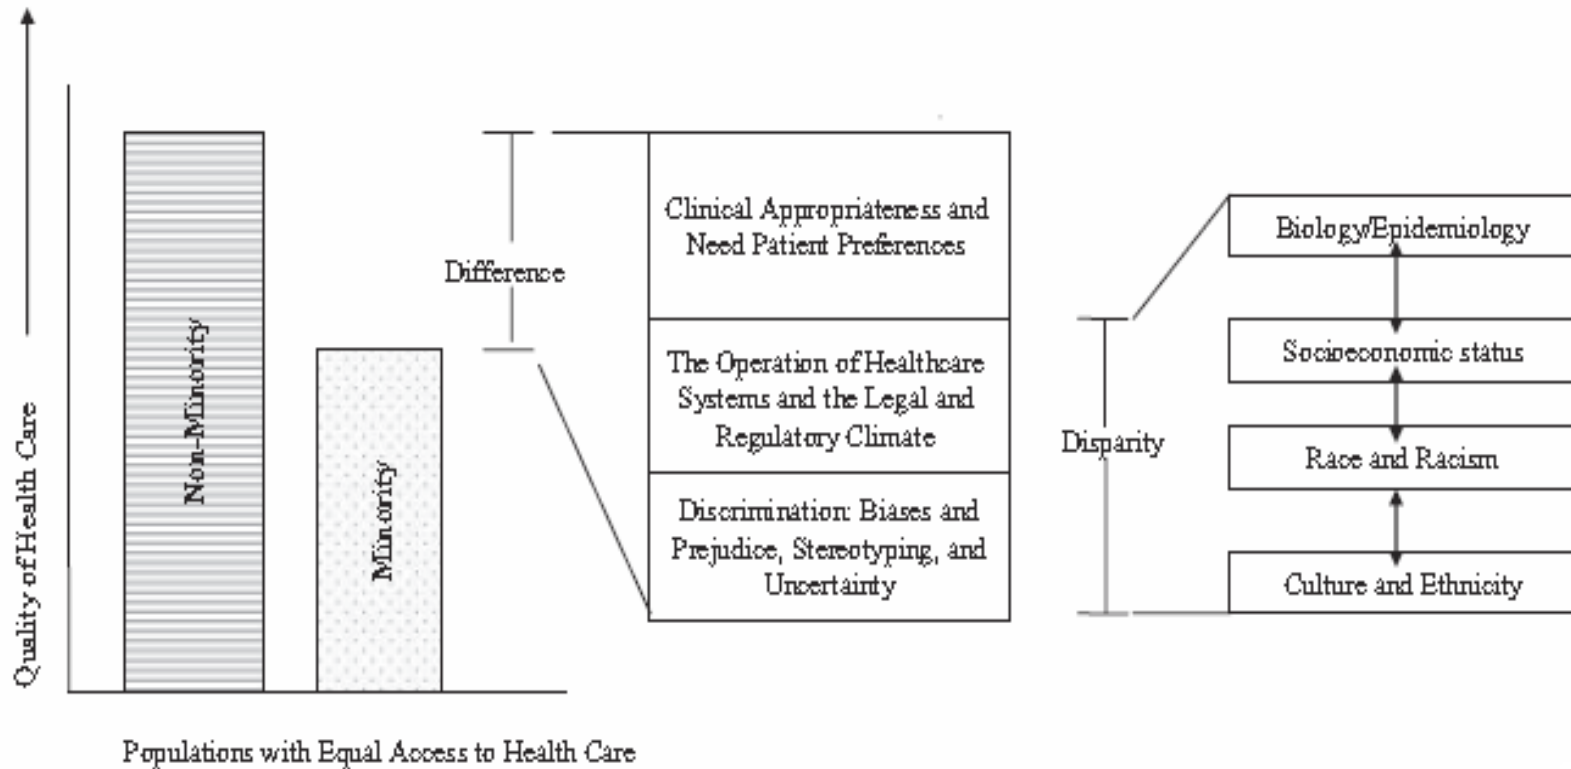 Quality of Health Care
Non-Minority
Minority
Populations with Equal Access to Health Care
Difference
Clinical Appropriateness and
Need Patient Preferences
The Operation of Healthcare
Systems and the Legal and
Regulatory Climate
Discrimination: Biases and
Prejudice, Stereotyping, and
Uncertainty
Disparity
Biology/Epidemiology
Socioeconomic status
Race and Racism
Culture and Ethnicity